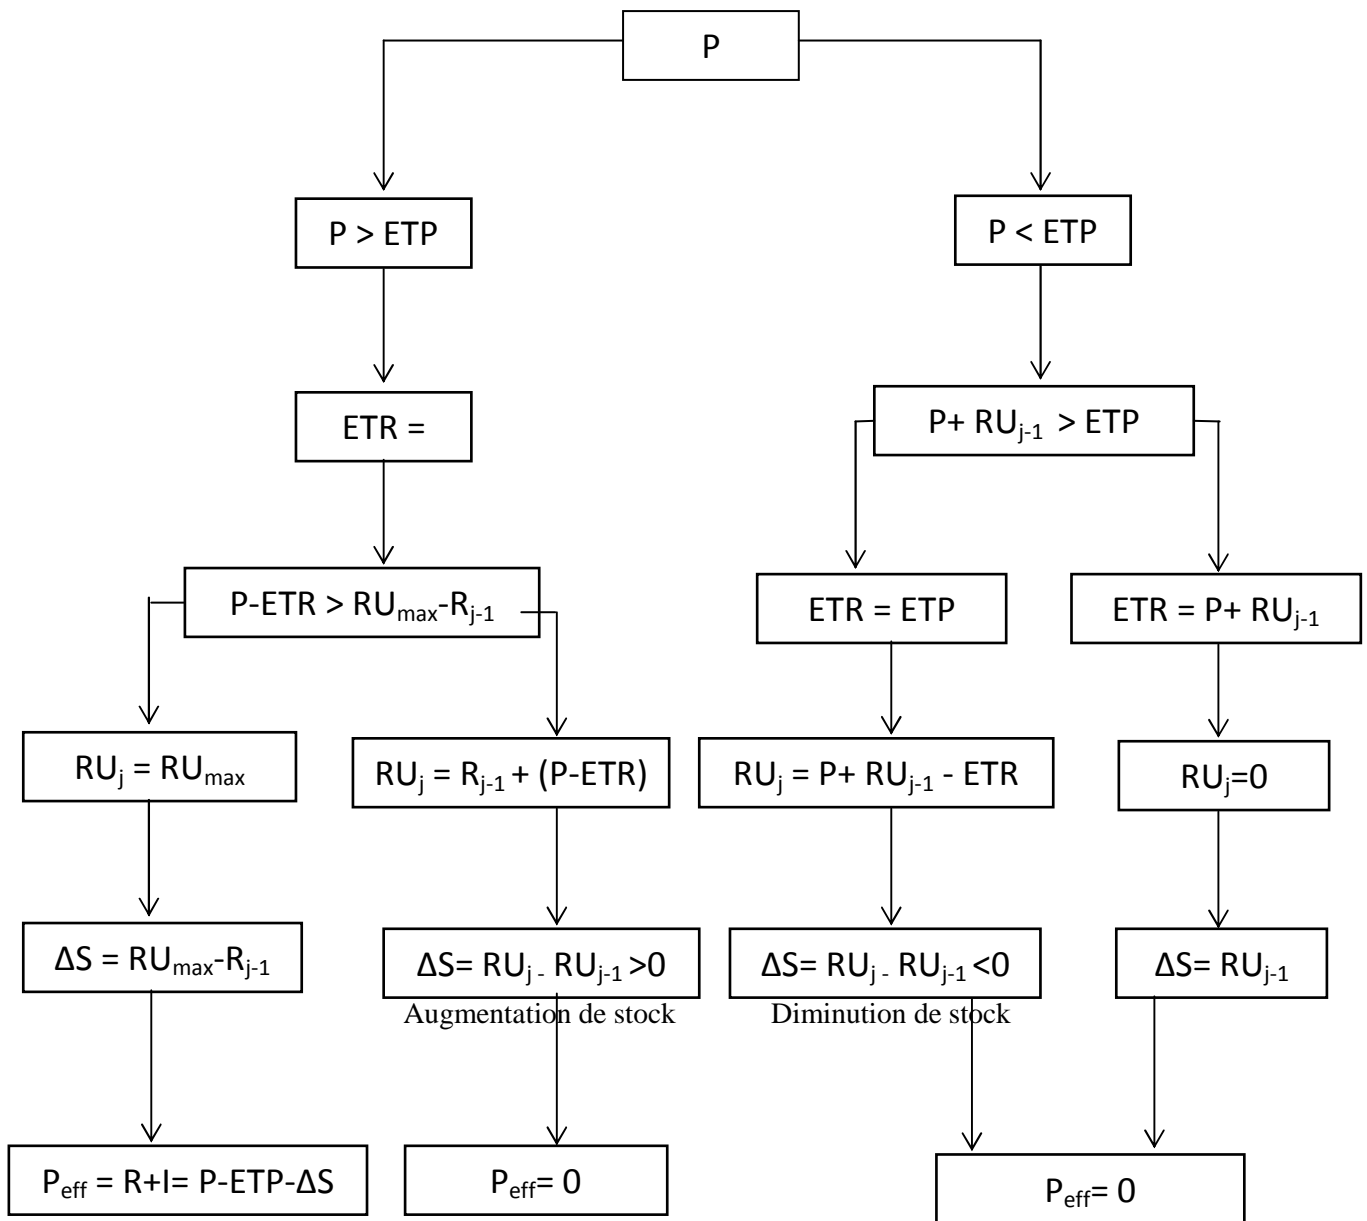 P
P > ETP
P < ETP
ETR =
P+ RUj-1 > ETP
P-ETR > RUmax-Rj-1
ETR = ETP
ETR = P+ RUj-1
RUj = RUmax
RUj = Rj-1 + (P-ETR)
RUj = P+ RUj-1 - ETR
RUj=0
ΔS = RUmax-Rj-1
ΔS= RUj - RUj-1 >0
ΔS= RUj - RUj-1 <0
ΔS= RUj-1
Augmentation de stock
Diminution de stock
Peff = R+I= P-ETP-ΔS
Peff= 0
Peff= 0